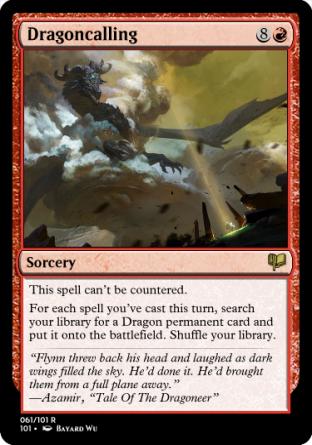 Dragoncalling 8
Sorcery
This spell can't be countered.
For each spell you've cast this turn, search
your library for a Dragon permanent card and
put it onto the battlefield. Shuffle your library.
“Flynn threw back his head and laughed as dark
wings filled the sky. He'd done it. He'd brought
them from a full plane away.”
—Azamir, “Tale Of The Dragoneer”
061/101 R
101 • Bayard Wu